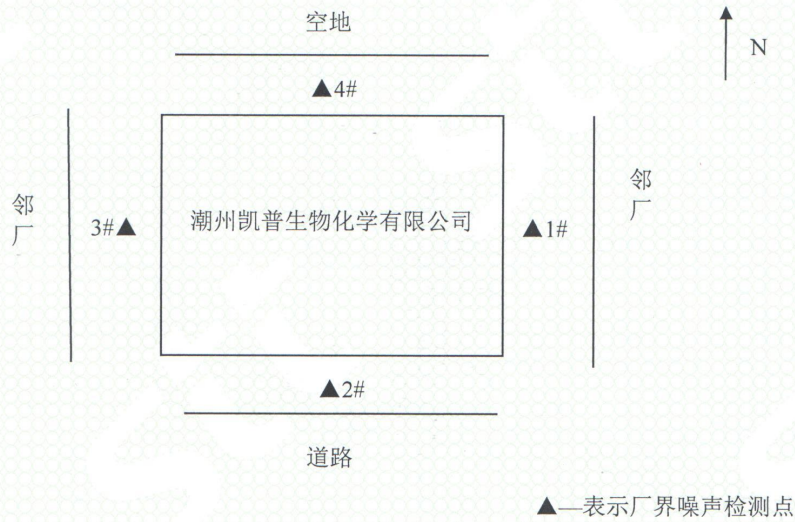 空地
N
▲4#
邻厂
3#▲
潮州凯普生物化学有限公司
▲1#
邻厂
▲2#
道路
▲—表示厂界噪声检测点